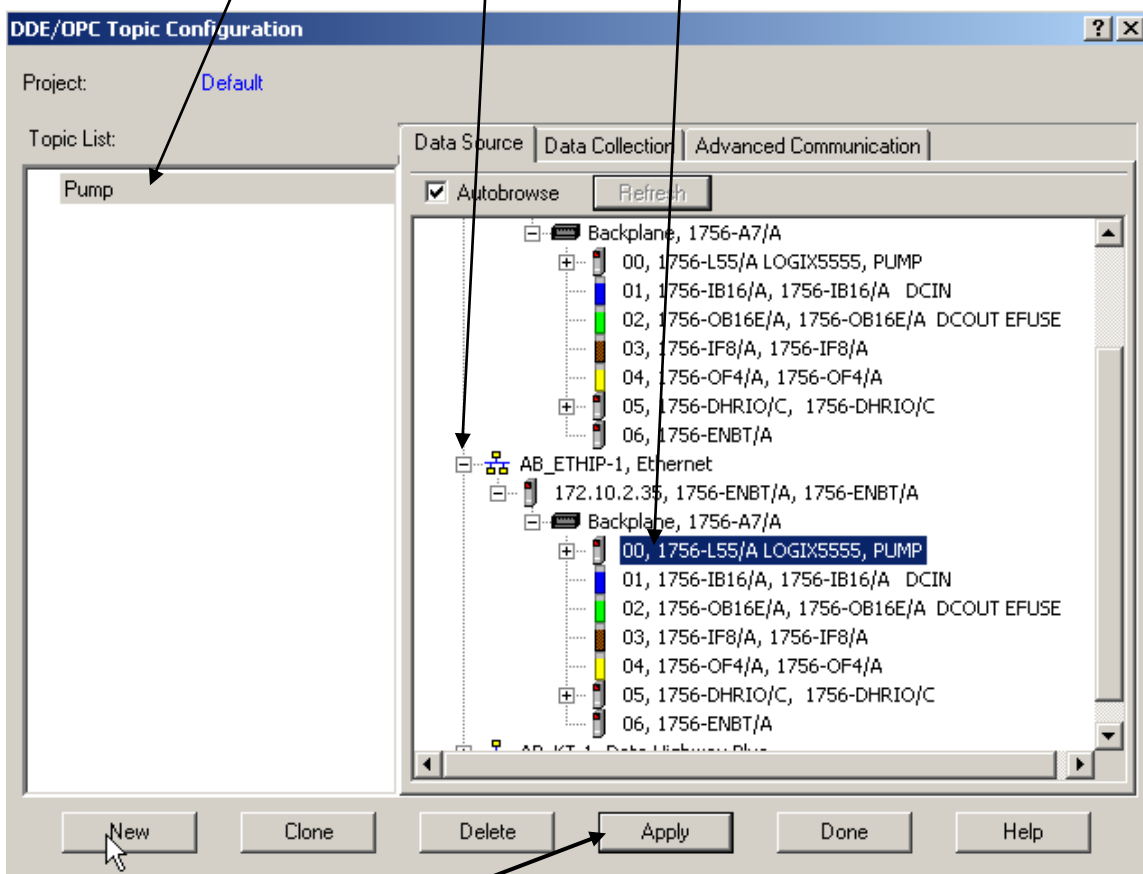 DDE/OPC Topic Configuration
Project: Default
Topic List:
Pump
Data Source Data Collection Advanced Communication
Autobrowse Refresh
Backplane, 1756-A7/A
00, 1756-L55/A LOGIX5555, PUMP
01, 1756-IB16/A, 1756-IB16/A DCIN
02, 1756-OB16E/A, 1756-OB16E/A DCOUT EFUSE
03, 1756-IF8/A, 1756-IF8/A
04, 1756-OF4/A, 1756-OF4/A
05, 1756-DHRIO/C, 1756-DHRIO/C
06, 1756-ENBT/A
AB_ETHIP-1, Ethernet
172.10.2.35, 1756-ENBT/A, 1756-ENBT/A
Backplane, 1756-A7/A
00, 1756-L55/A LOGIX5555, PUMP
01, 1756-IB16/A, 1756-IB16/A DCIN
02, 1756-OB16E/A, 1756-OB16E/A DCOUT EFUSE
03, 1756-IF8/A, 1756-IF8/A
04, 1756-OF4/A, 1756-OF4/A
05, 1756-DHRIO/C, 1756-DHRIO/C
06, 1756-ENBT/A
AB_KT-1, Data Highway Plus
New Clone Delete Apply Done Help